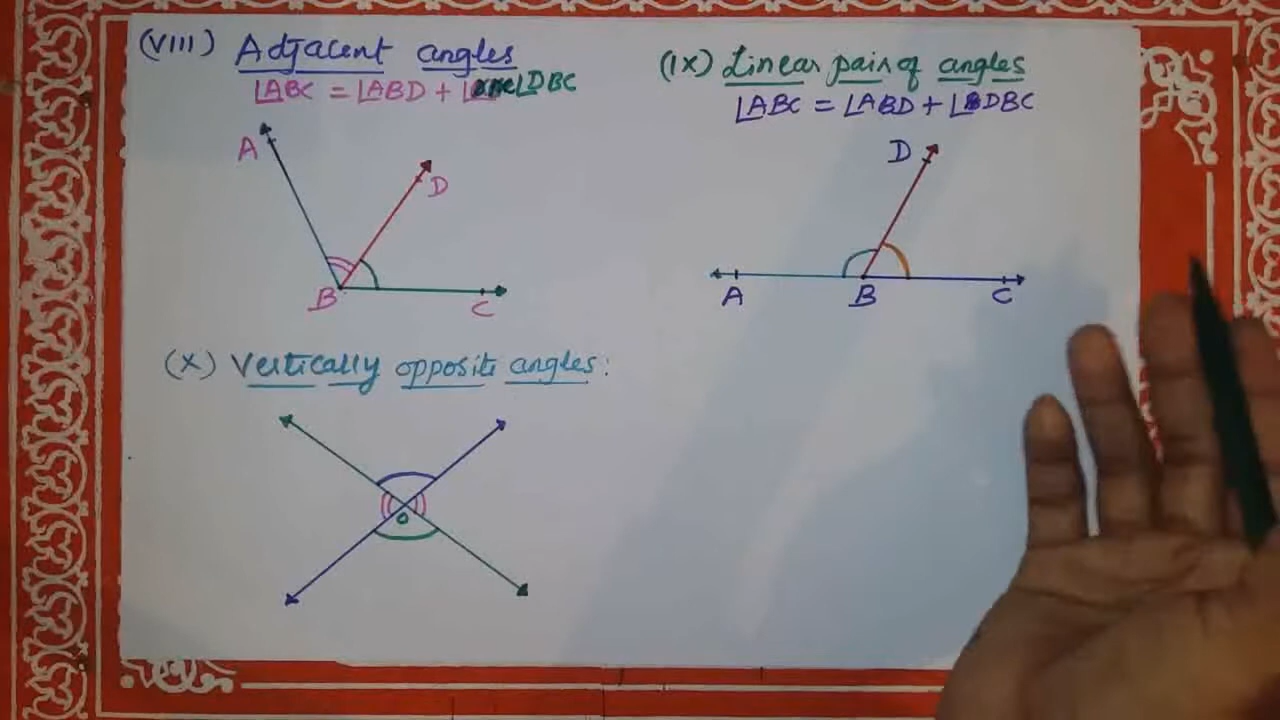 (VIII) Adjacent angles
∠ABC = ∠ABD + ∠DBC
A
D
B
C
(IX) Linear pair of angles
∠ABC = ∠ABD + ∠DBC
D
A
B
C
(X) Vertically opposite angles:
O